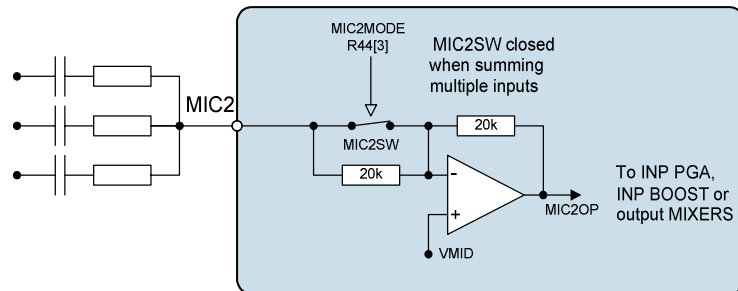 MIC2MODE
R44[3]
MIC2SW closed
when summing
multiple inputs
MIC2
20k
MIC2SW
20k
-
+
MIC2OP
VMID
To INP PGA,
INP BOOST or
output MIXERS